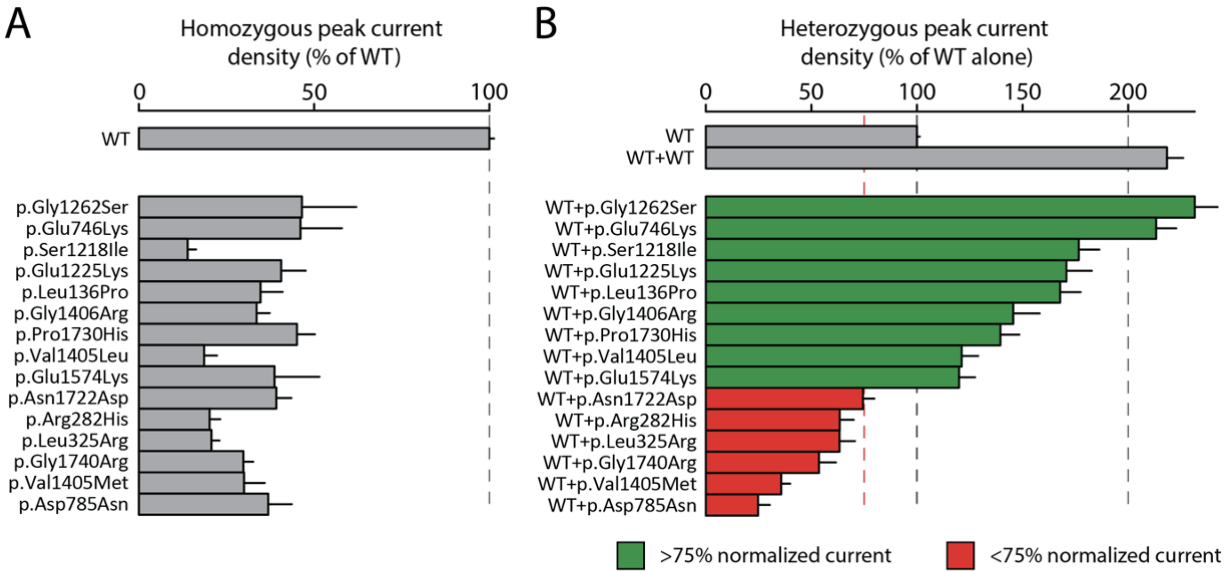 A
Homozygous peak current
density (% of WT)
0 50 100
WT
p.Gly1262Ser
p.Glu746Lys
p.Ser1218Ile
p.Glu1225Lys
p.Leu136Pro
p.Gly1406Arg
p.Pro1730His
p.Val1405Leu
p.Glu1574Lys
p.Asn1722Asp
p.Arg282His
p.Leu325Arg
p.Gly1740Arg
p.Val1405Met
p.Asp785Asn
B
Heterozygous peak current
density (% of WT alone)
0 50 100 150 200
WT
WT+WT
WT+p.Gly1262Ser
WT+p.Glu746Lys
WT+p.Ser1218Ile
WT+p.Glu1225Lys
WT+p.Leu136Pro
WT+p.Gly1406Arg
WT+p.Pro1730His
WT+p.Val1405Leu
WT+p.Glu1574Lys
WT+p.Asn1722Asp
WT+p.Arg282His
WT+p.Leu325Arg
WT+p.Gly1740Arg
WT+p.Val1405Met
WT+p.Asp785Asn
>75% normalized current
<75% normalized current